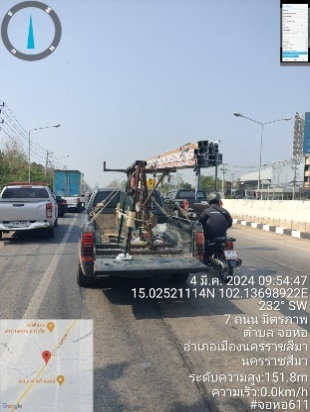 4 มี.ค. 2024 09:54:47
15.02521114N 102.13698922E
232° SW
7 ถนน มิตรภาพ
ตำบล จอหอ
อำเภอเมืองนครราชสีมา
นครราชสีมา
ระดับความสูง:151.8m
ความเร็ว:0.0km/h
#จอหอ611
Google